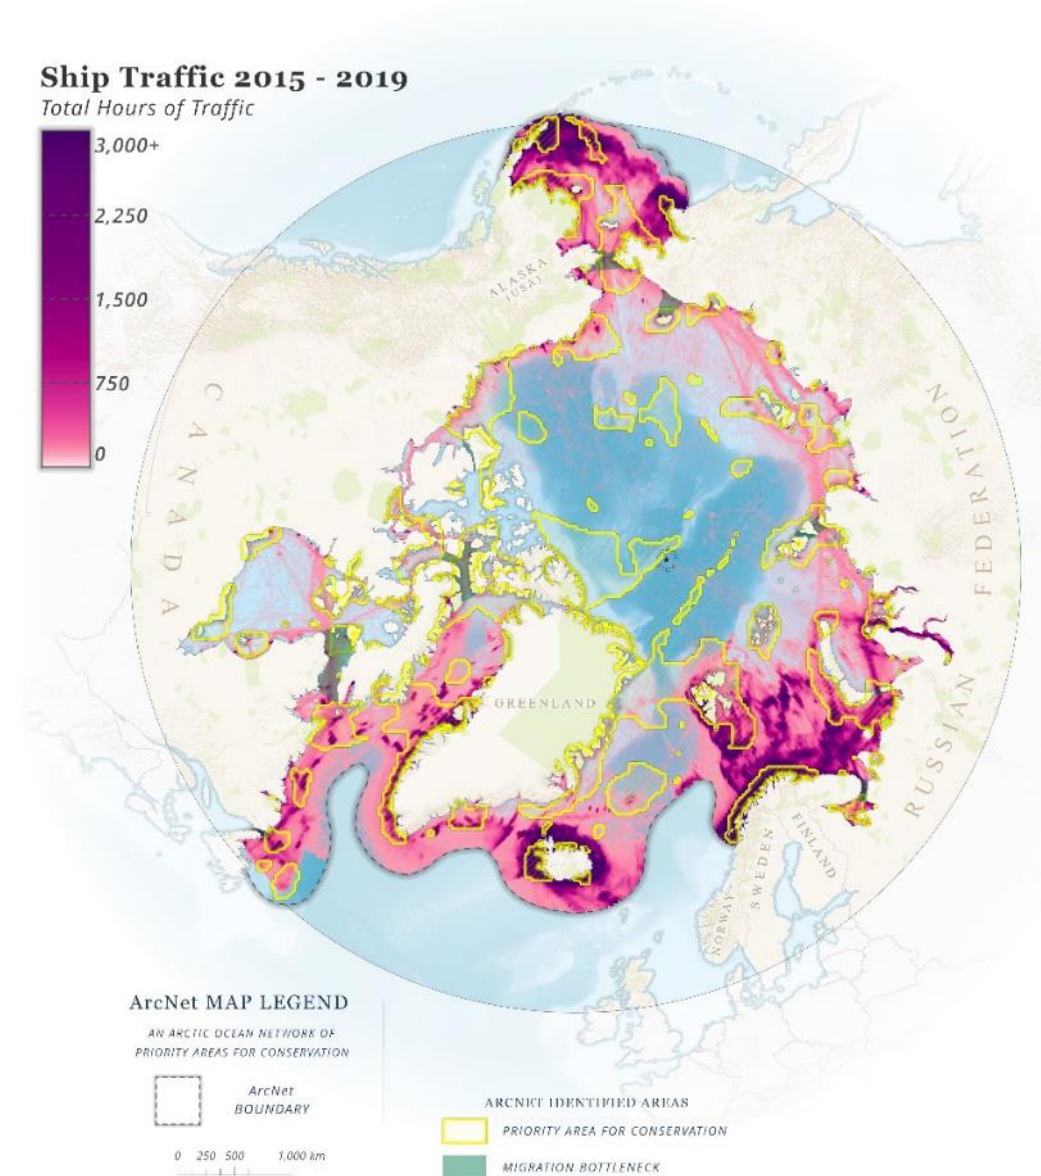 Ship Traffic 2015 - 2019
Total Hours of Traffic
3,000+
2,250
1,500
750
0
ALASKA
(USA)
CANADA
GREENLAND
RUSSIAN FEDERATION
NORWAY
SWEDEN
FINLAND
ArcNet MAP LEGEND
AN ARCTIC OCEAN NETWORK OF
PRIORITY AREAS FOR CONSERVATION
ArcNet
BOUNDARY
0 250 500 1,000 km
ARCNET IDENTIFIED AREAS
PRIORITY AREA FOR CONSERVATION
MIGRATION BOTTLENECK